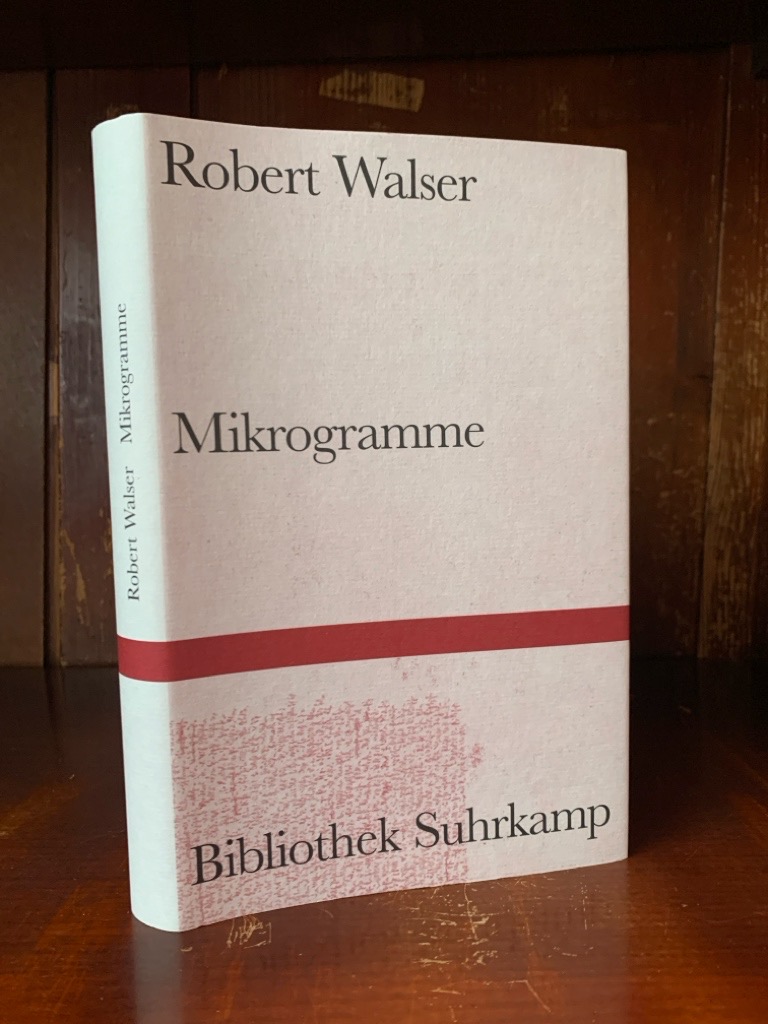 Robert Walser
Mikrogramme
Bibliothek Suhrkamp
Robert Walser Mikrogramme